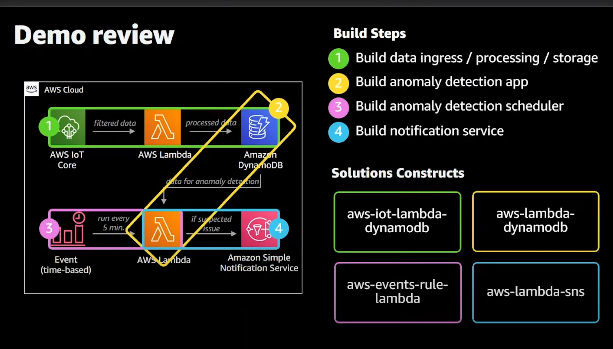 Demo review
aws
AWS Cloud
1
filtered data
processed data
2
AWS IoT
Core
AWS Lambda
Amazon
DynamoDB
data for anomaly detection
3
run every
5 min.
if suspected
issue
4
Event
(time-based)
AWS Lambda
Amazon Simple
Notification Service
Build Steps
1 Build data ingress / processing / storage
2 Build anomaly detection app
3 Build anomaly detection scheduler
4 Build notification service
Solutions Constructs
aws-iot-lambda-
dynamodb
aws-lambda-
dynamodb
aws-events-rule-
lambda
aws-lambda-sns